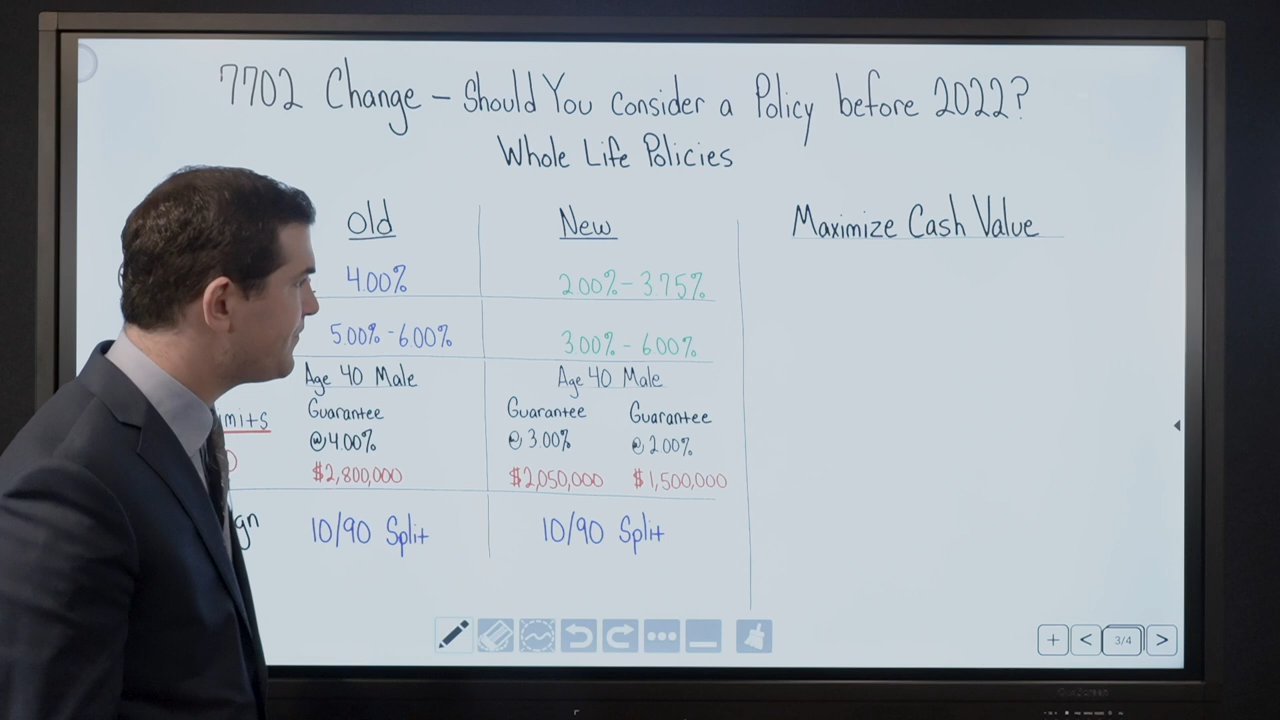 7702 Change - Should You Consider a Policy before 2022?
Whole Life Policies
Old
New
Maximize Cash Value
4.00%
2.00% - 3.75%
5.00% - 6.00%
3.00% - 6.00%
Age 40 Male
Age 40 Male
Guarantee
Guarantee
Guarantee
@ 4.00%
@ 3.00%
@ 2.00%
$2,800,000
$2,050,000
$1,500,000
10/90 Split
10/90 Split
3/4